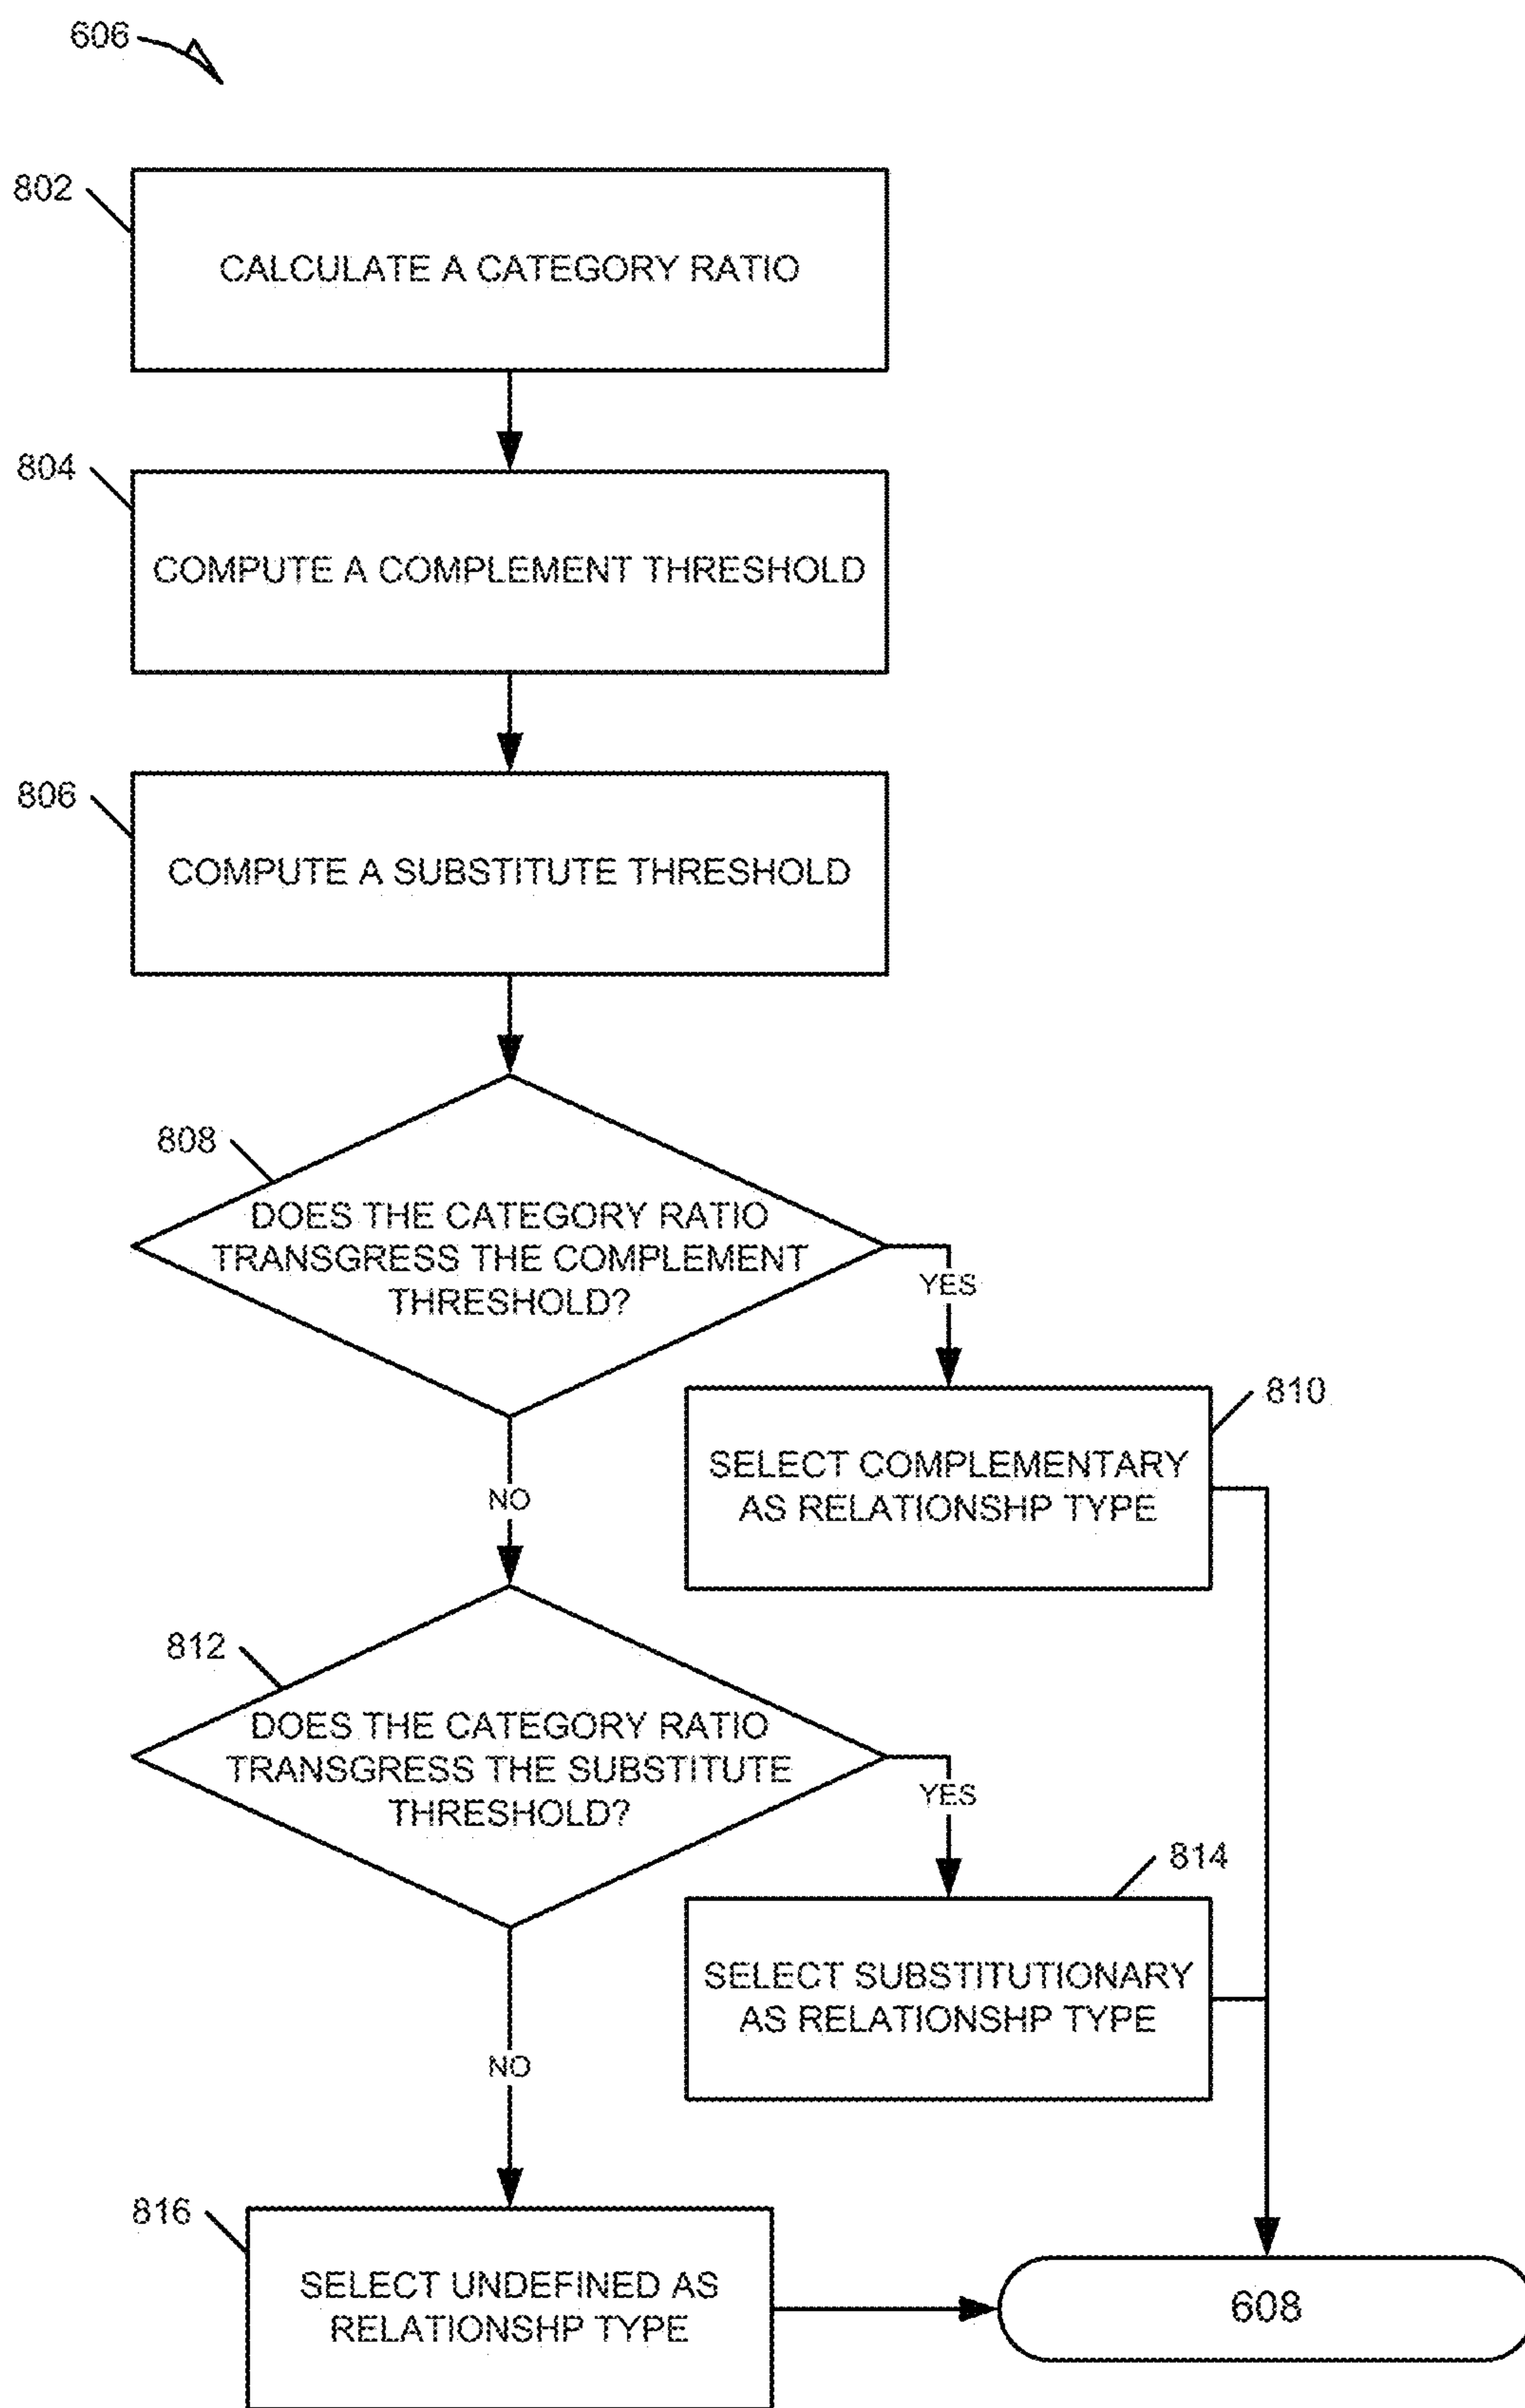 606
802
CALCULATE A CATEGORY RATIO
804
COMPUTE A COMPLEMENT THRESHOLD
806
COMPUTE A SUBSTITUTE THRESHOLD
808
DOES THE CATEGORY RATIO
TRANSGRESS THE COMPLEMENT
THRESHOLD?
YES
810
SELECT COMPLEMENTARY
AS RELATIONSHP TYPE
NO
812
DOES THE CATEGORY RATIO
TRANSGRESS THE SUBSTITUTE
THRESHOLD?
YES
814
SELECT SUBSTITUTIONARY
AS RELATIONSHP TYPE
NO
816
SELECT UNDEFINED AS
RELATIONSHP TYPE
608